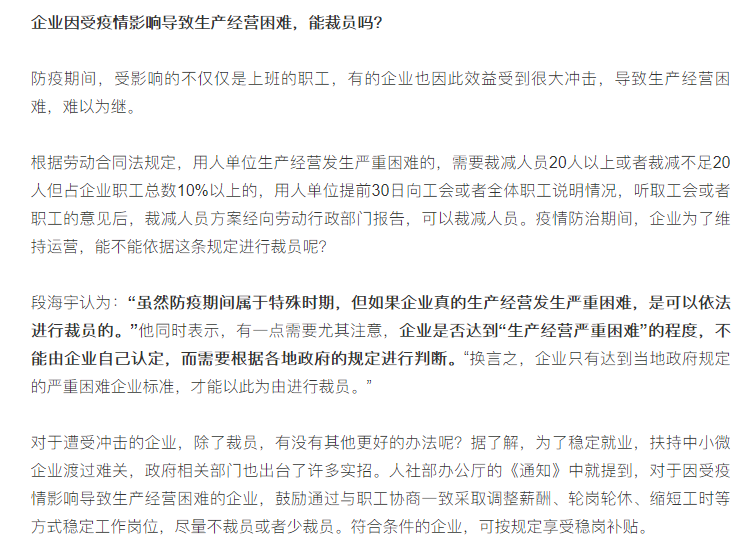 企业因受疫情影响导致生产经营困难，能裁员吗？
防疫期间，受影响的不仅仅是上班的职工，有的企业也因此效益受到很大冲击，导致生产经营困
难，难以为继。
根据劳动合同法规定，用人单位生产经营发生严重困难的，需要裁减人员20人以上或者裁减不足20
人但占企业职工总数10%以上的，用人单位提前30日向工会或者全体职工说明情况，听取工会或者
职工的意见后，裁减人员方案经向劳动行政部门报告，可以裁减人员。疫情防治期间，企业为了维
持运营，能不能依据这条规定进行裁员呢？
段海宇认为：“虽然防疫期间属于特殊时期，但如果企业真的生产经营发生严重困难，是可以依法
进行裁员的。”他同时表示，有一点需要尤其注意，企业是否达到“生产经营严重困难”的程度，不
能由企业自己认定，而需要根据各地政府的规定进行判断。“换言之，企业只有达到当地政府规定
的严重困难企业标准，才能以此为由进行裁员。”
对于遭受冲击的企业，除了裁员，有没有其他更好的办法呢？据了解，为了稳定就业，扶持中小微
企业渡过难关，政府相关部门也出台了许多实招。人社部办公厅的《通知》中就提到，对于因受疫
情影响导致生产经营困难的企业，鼓励通过与职工协商一致采取调整薪酬、轮岗轮休、缩短工时等
方式稳定工作岗位，尽量不裁员或者少裁员。符合条件的企业，可按规定享受稳岗补贴。